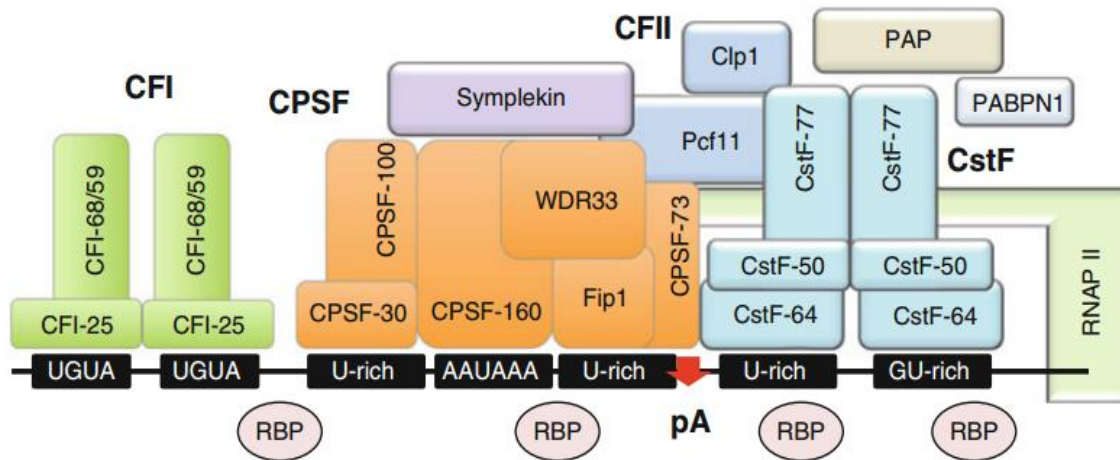 CFI
CPSF
CFII
CstF
CFI-68/59
CFI-68/59
CFI-25
CFI-25
Symplekin
CPSF-100
CPSF-30
CPSF-160
WDR33
Fip1
CPSF-73
Clp1
Pcf11
PAP
PABPN1
CstF-77
CstF-77
CstF-50
CstF-50
CstF-64
CstF-64
RNAP II
UGUA
UGUA
U-rich
AAUAAA
U-rich
U-rich
GU-rich
RBP
RBP
pA
RBP
RBP